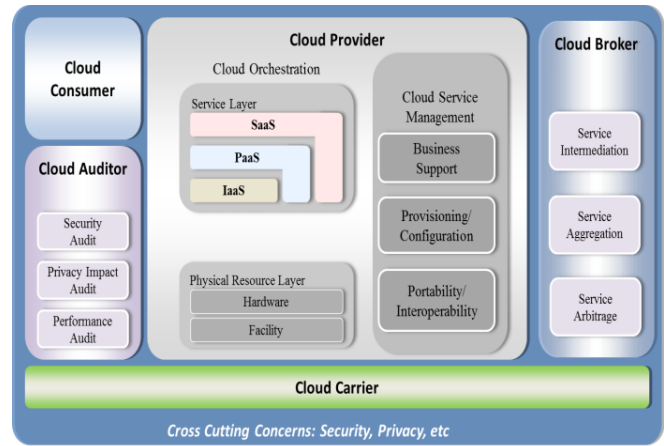 Cloud
Consumer
Cloud Auditor
Security
Audit
Privacy Impact
Audit
Performance
Audit
Cloud Provider
Cloud Orchestration
Service Layer
SaaS
PaaS
IaaS
Physical Resource Layer
Hardware
Facility
Cloud Service
Management
Business
Support
Provisioning/
Configuration
Portability/
Interoperability
Cloud Broker
Service
Intermediation
Service
Aggregation
Service
Arbitrage
Cloud Carrier
Cross Cutting Concerns: Security, Privacy, etc